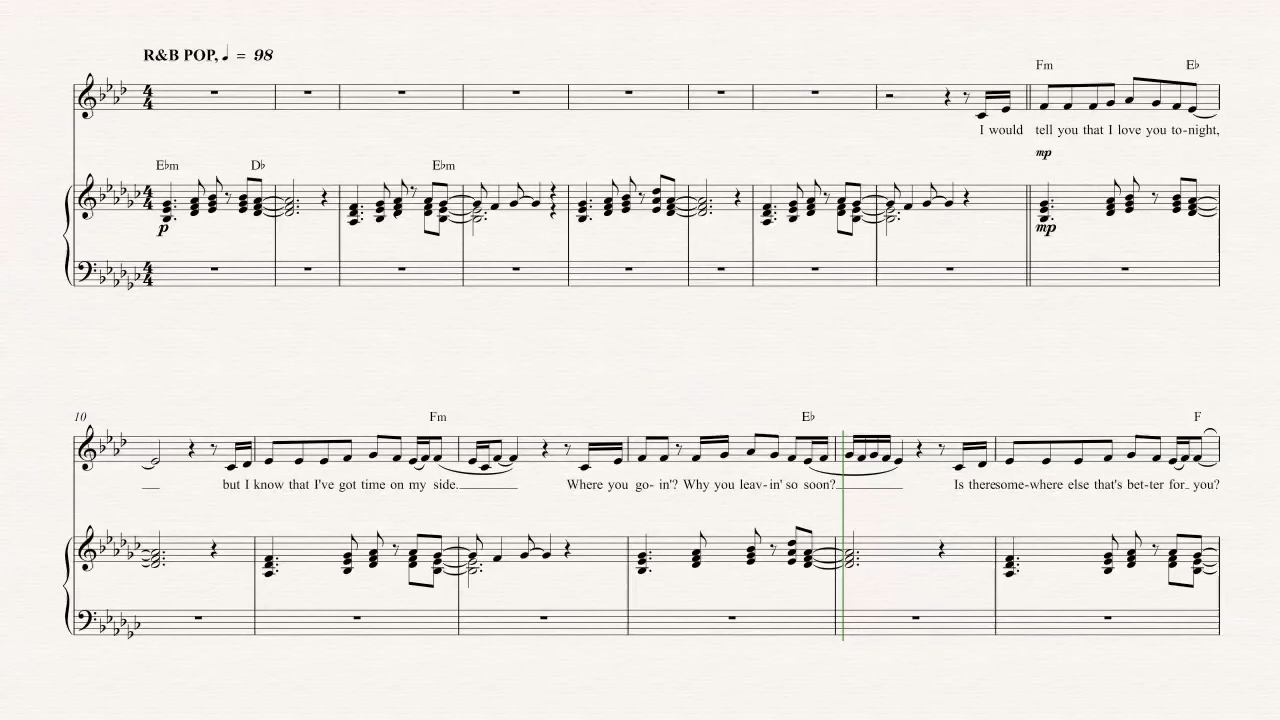 R&B POP, ♩ = 98
Fm E♭
I would tell you that I love you to-night,
mp
E♭m D♭ E♭m
p mp
10
Fm E♭ F
but I know that I've got time on my side. Where you go- in'? Why you leav-in' so soon? Is theresome-where else that's bet-ter for you?